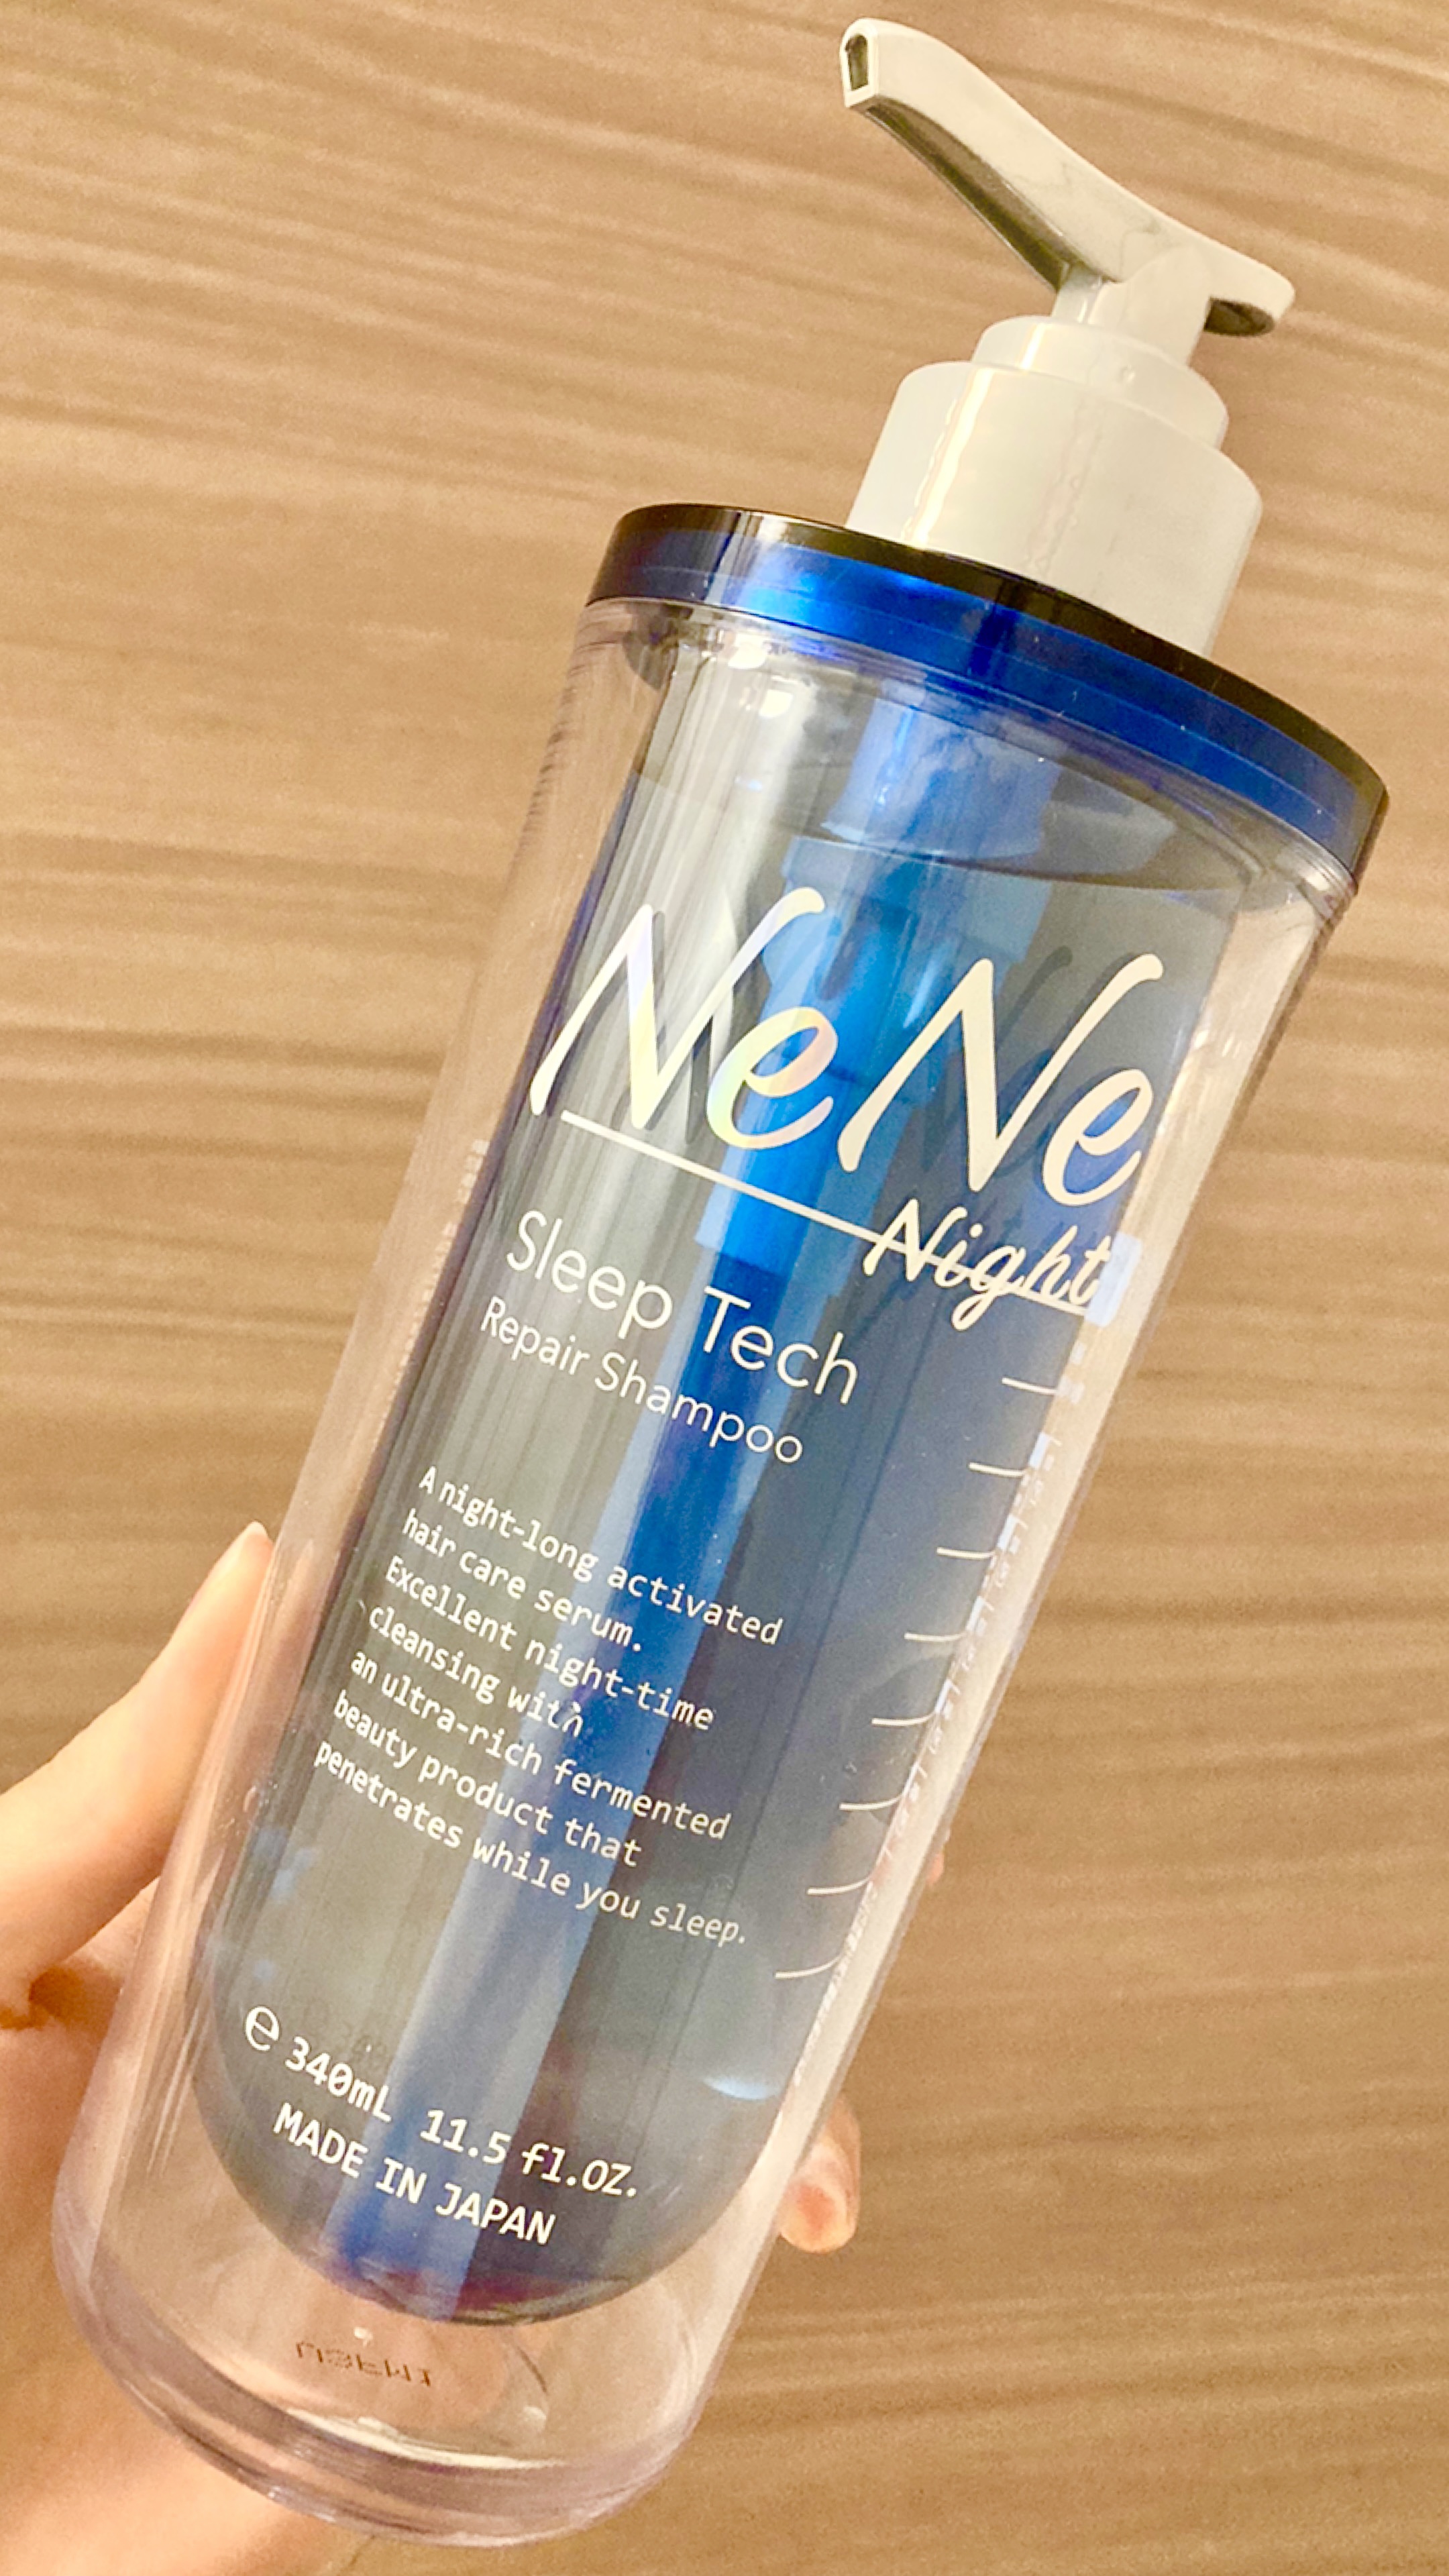 NeNe
Night
Sleep Tech
Repair Shampoo
A night-long activated
hair care serum.
Excellent night-time
cleansing with
an ultra-rich fermented
beauty product that
penetrates while you sleep.
e 340mL 11.5 fl.OZ.
MADE IN JAPAN